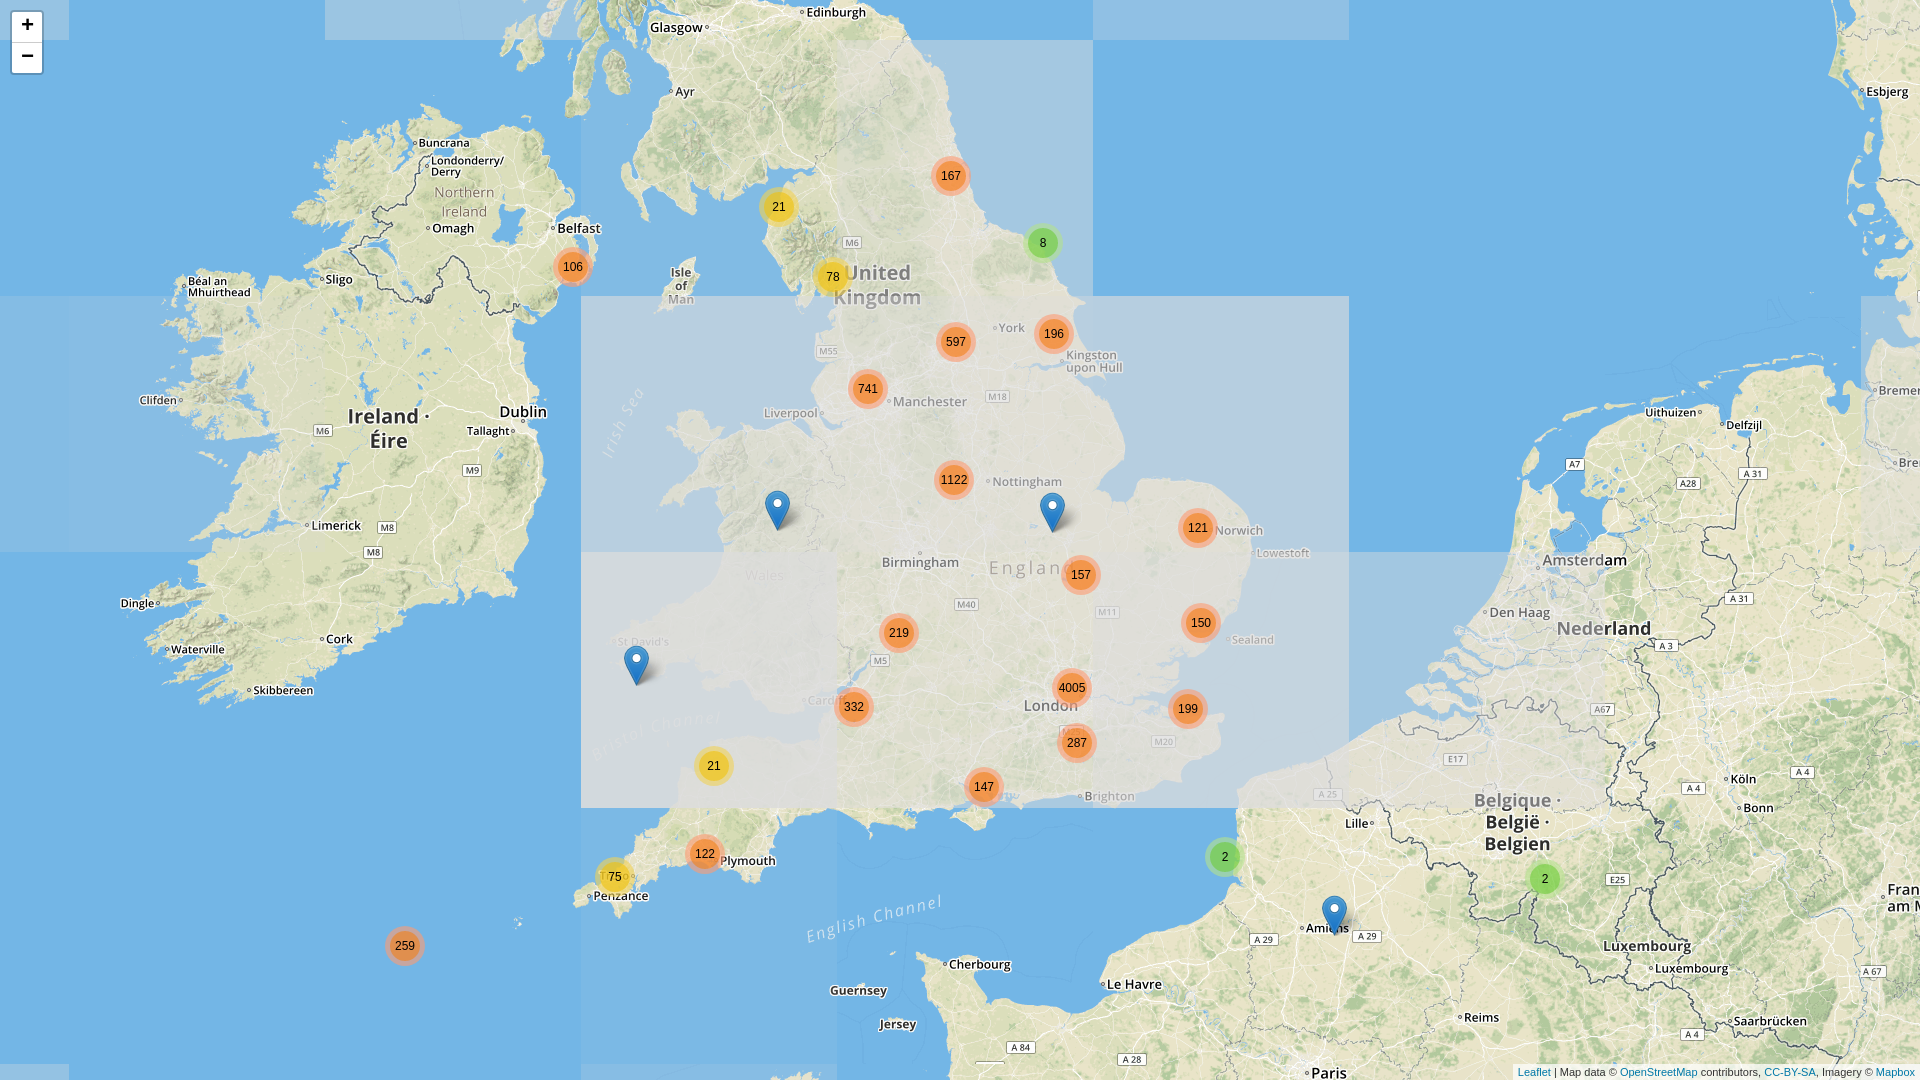 +
−
Glasgow
Edinburgh
Ayr
Esbjerg
Buncrana
Londonderry/
Derry
Northern
Ireland
Omagh
Belfast
167
21
8
M6
106
78
United
Kingdom
Isle
of
Man
Sligo
Béal an
Mhuirthead
York
196
597
M55
Kingston
upon Hull
741
Manchester
M18
Liverpool
Irish Sea
Clifden
Ireland ·
Éire
Dublin
Tallaght
M6
M9
Uithuizen
Delfzijl
Bremer
Bre
A7
A 31
A28
1122
Nottingham
Limerick
M8
M8
121
Norwich
Lowestoft
Birmingham
Englan
157
Wales
Amsterdam
A 31
Dingle
Cork
Waterville
Skibbereen
M40
M11
150
Sealand
Den Haag
Nederland
A 3
219
M5
St David's
4005
London
199
Cardiff
332
Bristol Channel
287
M20
A67
E17
21
147
Brighton
A 25
Köln
A 4
A 4
Bonn
Belgique ·
België ·
Belgien
Lille
122
Plymouth
75
Penzance
2
2
E25
Fran
am M
English Channel
259
Amiens
A 29
A 29
Luxembourg
Luxembourg
A 67
Cherbourg
Le Havre
Guernsey
Jersey
Reims
Saarbrücken
A 4
A 84
A 28
Paris
Leaflet | Map data © OpenStreetMap contributors, CC-BY-SA, Imagery © Mapbox